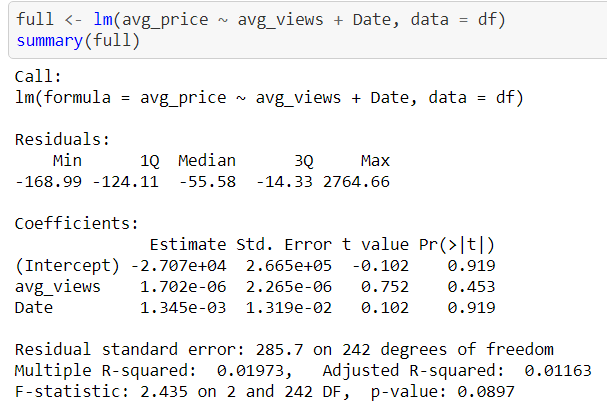 full <- lm(avg_price ~ avg_views + Date, data = df)
summary(full)
Call:
lm(formula = avg_price ~ avg_views + Date, data = df)
Residuals:
    Min      1Q  Median      3Q     Max
-168.99 -124.11  -55.58  -14.33 2764.66
Coefficients:
              Estimate Std. Error t value Pr(>|t|)
(Intercept) -2.707e+04  2.665e+05  -0.102    0.919
avg_views    1.702e-06  2.265e-06   0.752    0.453
Date         1.345e-03  1.319e-02   0.102    0.919
Residual standard error: 285.7 on 242 degrees of freedom
Multiple R-squared:  0.01973,   Adjusted R-squared:  0.01163
F-statistic: 2.435 on 2 and 242 DF,  p-value: 0.0897